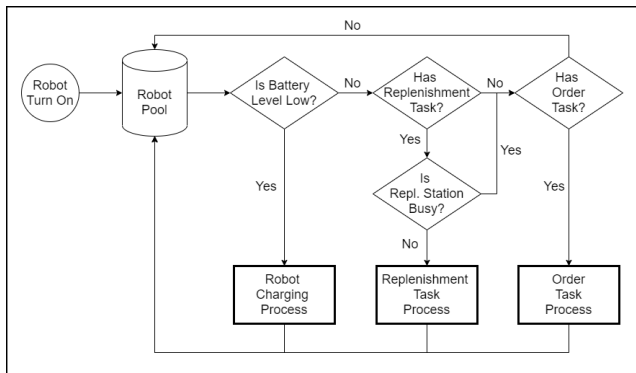 No
Robot
Turn On
Robot
Pool
Is Battery
Level Low?
No
Has
Replenishment
Task?
No
Has
Order
Task?
Yes
Yes
Is
Repl. Station
Busy?
Yes
Yes
No
Robot
Charging
Process
Replenishment
Task
Process
Order
Task
Process